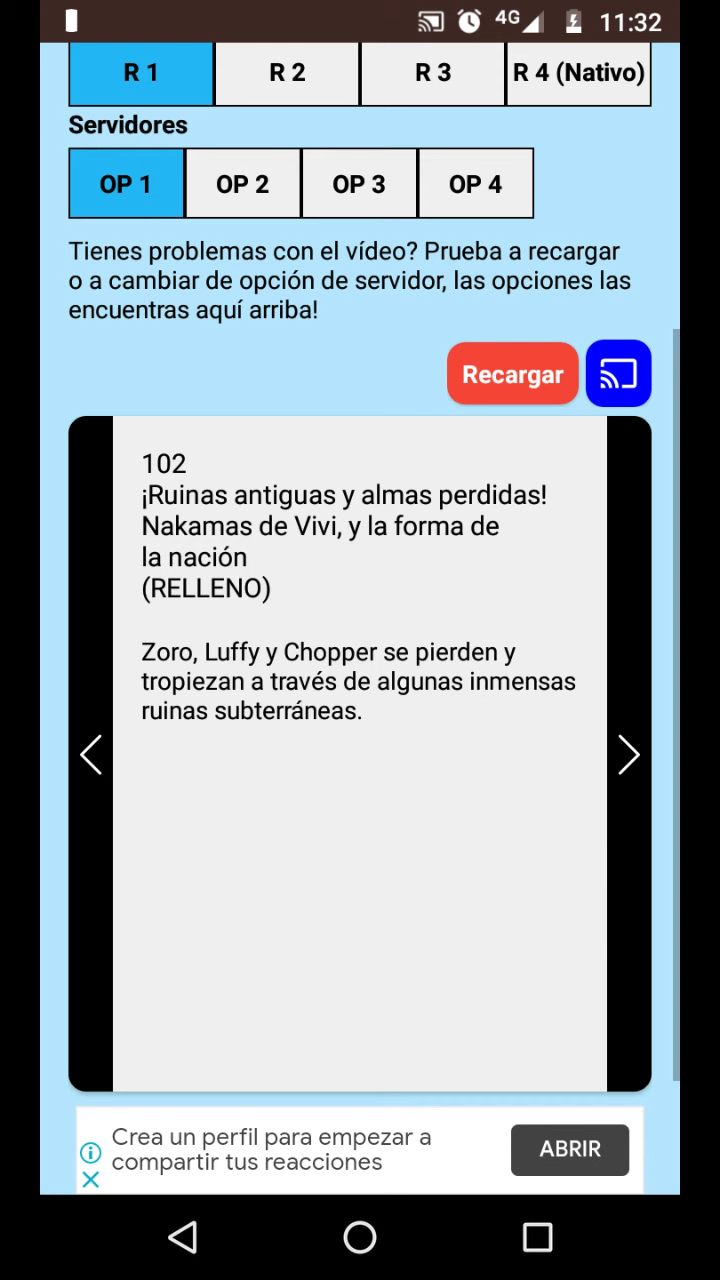 4G 11:32
R 1 R 2 R 3 R 4 (Nativo)
Servidores
OP 1 OP 2 OP 3 OP 4
Tienes problemas con el vídeo? Prueba a recargar
o a cambiar de opción de servidor, las opciones las
encuentras aquí arriba!
Recargar
102
¡Ruinas antiguas y almas perdidas!
Nakamas de Vivi, y la forma de
la nación
(RELLENO)
Zoro, Luffy y Chopper se pierden y
tropiezan a través de algunas inmensas
ruinas subterráneas.
Crea un perfil para empezar a
compartir tus reacciones
ABRIR